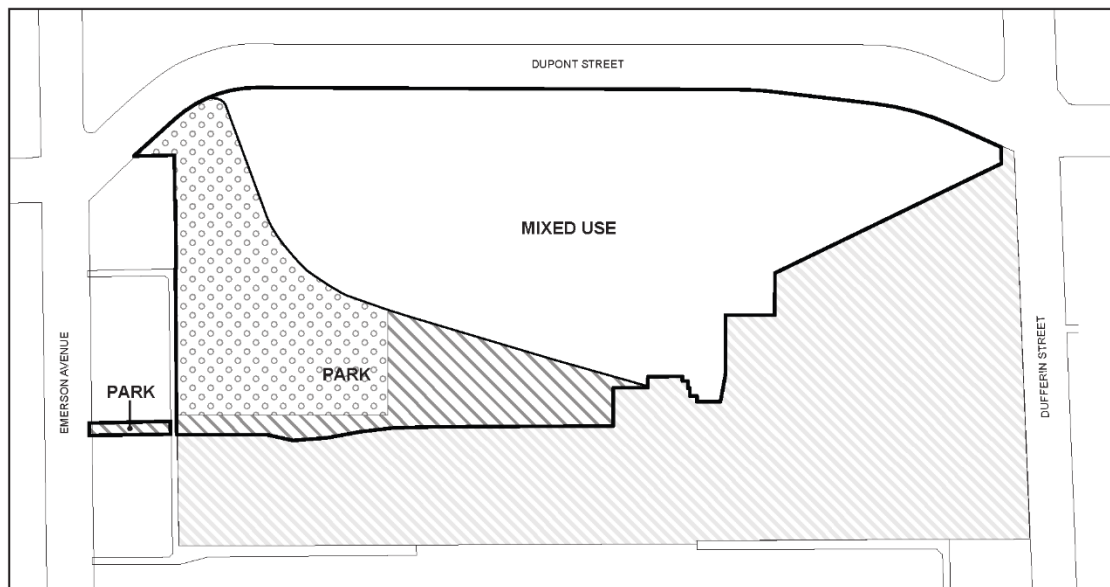 DUPONT STREET
MIXED USE
PARK
PARK
EMERSON AVENUE
DUFFERIN STREET